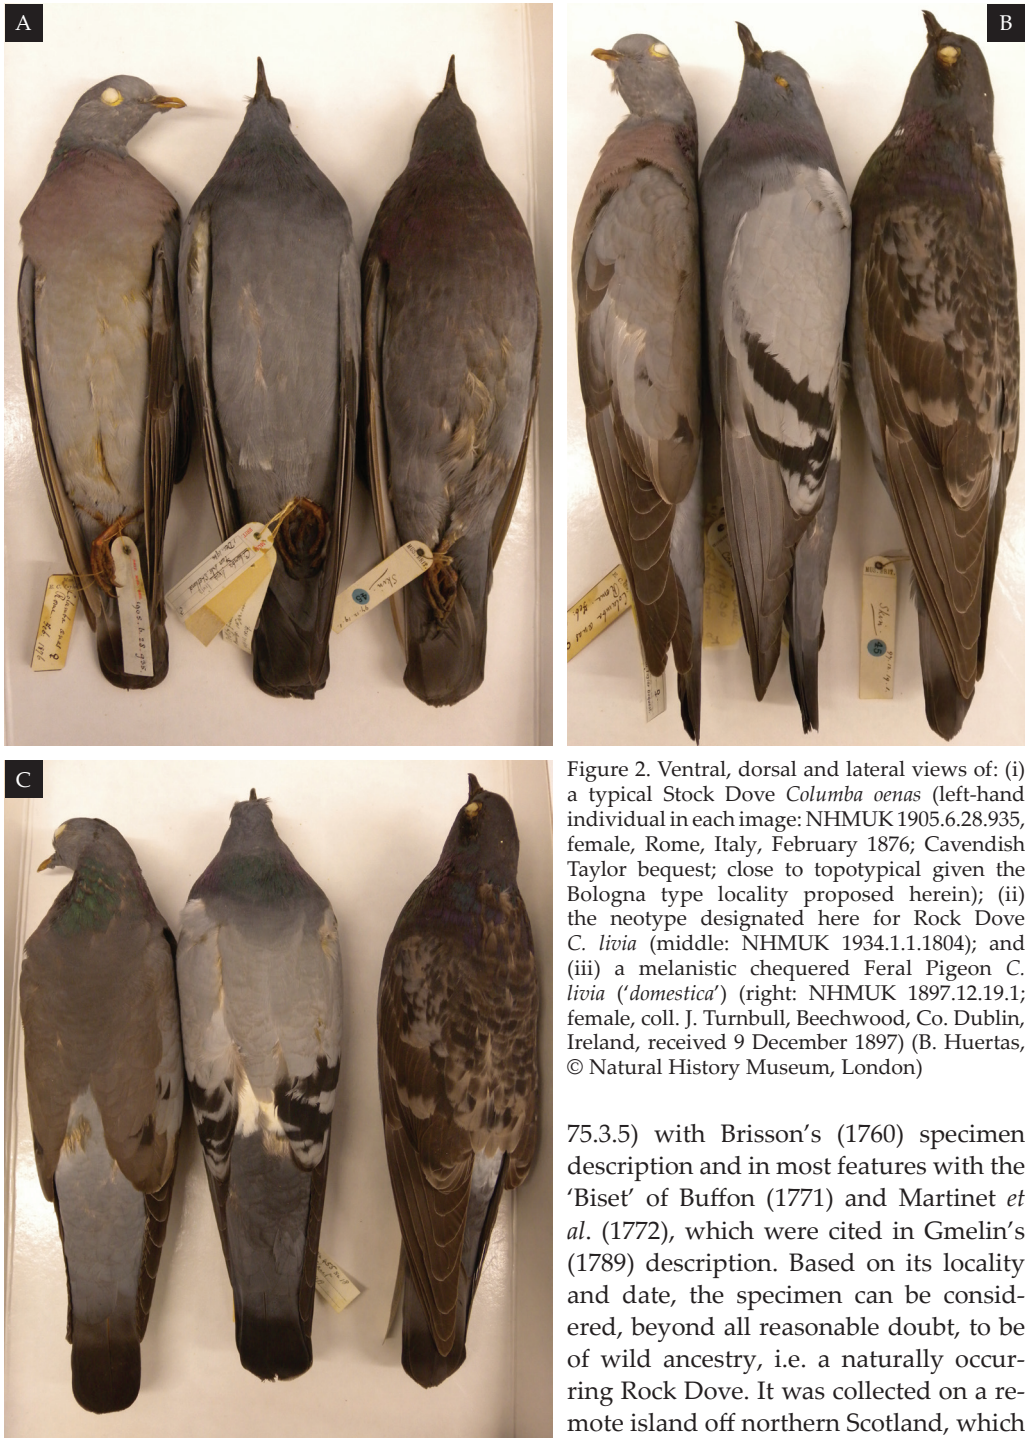 A
B
C
Skin
45
Skin
45
Figure 2. Ventral, dorsal and lateral views of: (i)
a typical Stock Dove Columba oenas (left-hand
individual in each image: NHMUK 1905.6.28.935,
female, Rome, Italy, February 1876; Cavendish
Taylor bequest; close to topotypical given the
Bologna type locality proposed herein); (ii)
the neotype designated here for Rock Dove
C. livia (middle: NHMUK 1934.1.1.1804); and
(iii) a melanistic chequered Feral Pigeon C.
livia (‘domestica’) (right: NHMUK 1897.12.19.1;
female, coll. J. Turnbull, Beechwood, Co. Dublin,
Ireland, received 9 December 1897) (B. Huertas,
© Natural History Museum, London)
75.3.5) with Brisson’s (1760) specimen
description and in most features with the
‘Biset’ of Buffon (1771) and Martinet et
al. (1772), which were cited in Gmelin’s
(1789) description. Based on its locality
and date, the specimen can be consid-
ered, beyond all reasonable doubt, to be
of wild ancestry, i.e. a naturally occur-
ring Rock Dove. It was collected on a re-
mote island off northern Scotland, which